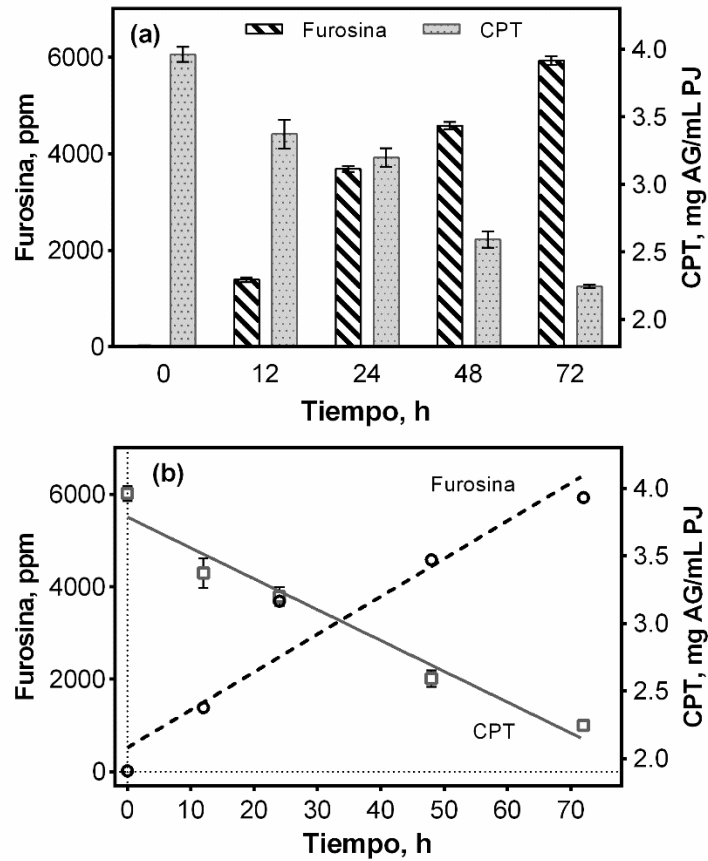 (a)
Furosina
CPT
Furosina, ppm
6000
4000
2000
0
CPT, mg AG/mL PJ
4.0
3.5
3.0
2.5
2.0
0 12 24 48 72
Tiempo, h
(b)
Furosina
CPT
Furosina, ppm
6000
4000
2000
0
CPT, mg AG/mL PJ
4.0
3.5
3.0
2.5
2.0
0 10 20 30 40 50 60 70
Tiempo, h